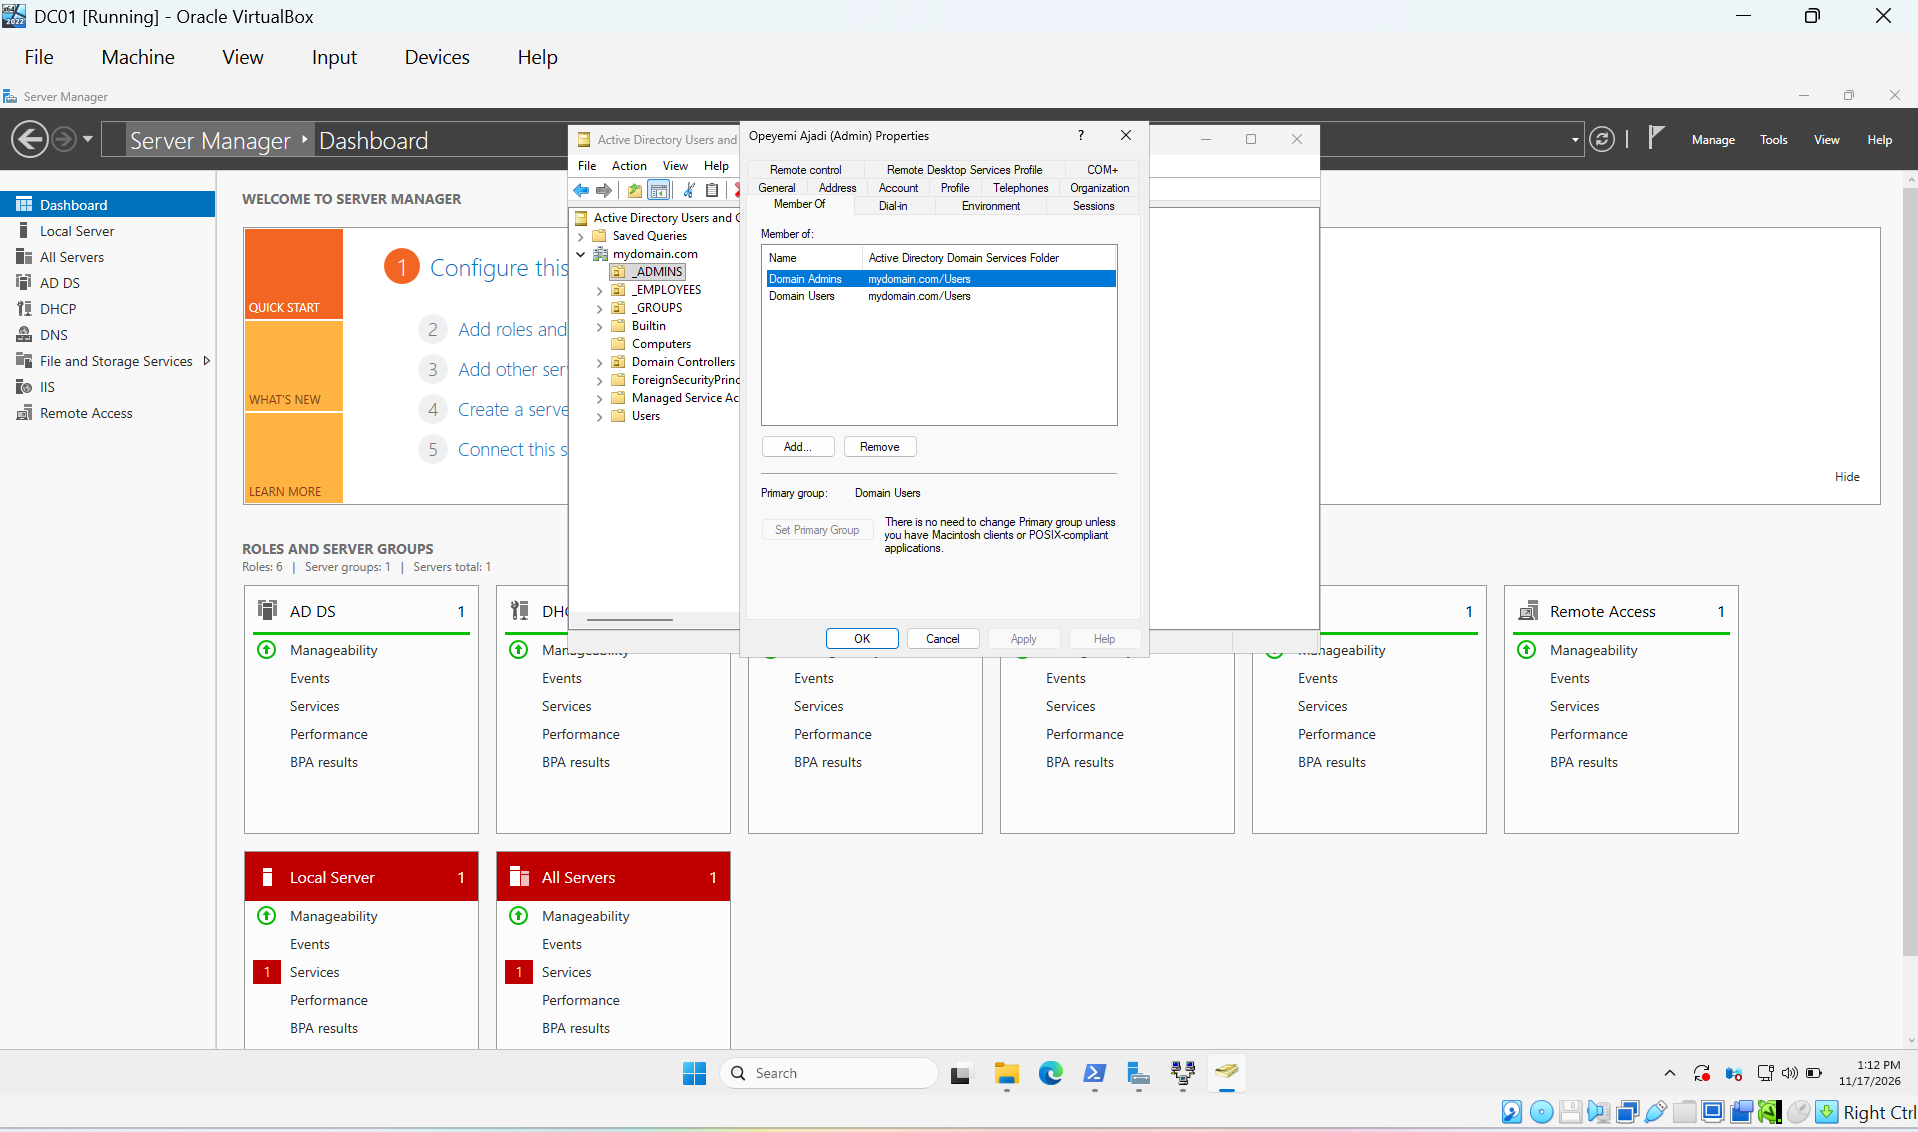 DC01 [Running] - Oracle VirtualBox
File Machine View Input Devices Help
Server Manager
Server Manager Dashboard
Manage Tools View Help
Dashboard
Local Server
All Servers
AD DS
DHCP
DNS
File and Storage Services
IIS
Remote Access
WELCOME TO SERVER MANAGER
QUICK START
WHAT'S NEW
LEARN MORE
1 Configure this
2 Add roles and
3 Add other ser
4 Create a serve
5 Connect this s
Hide
Active Directory Users and
File Action View Help
Active Directory Users and C
Saved Queries
mydomain.com
_ADMINS
_EMPLOYEES
_GROUPS
Builtin
Computers
Domain Controllers
ForeignSecurityPrinc
Managed Service Ac
Users
Opeyemi Ajadi (Admin) Properties
?
Remote control Remote Desktop Services Profile COM+
General Address Account Profile Telephones Organization
Member Of Dial-in Environment Sessions
Member of:
Name Active Directory Domain Services Folder
Domain Admins mydomain.com/Users
Domain Users mydomain.com/Users
Add... Remove
Primary group: Domain Users
Set Primary Group
There is no need to change Primary group unless
you have Macintosh clients or POSIX-compliant
applications.
OK Cancel Apply Help
ROLES AND SERVER GROUPS
Roles: 6 | Server groups: 1 | Servers total: 1
AD DS 1
Manageability
Events
Services
Performance
BPA results
DHC
Manageability
Events
Services
Performance
BPA results
Events
Services
Performance
BPA results
Events
Services
Performance
BPA results
1
Manageability
Events
Services
Performance
BPA results
Remote Access 1
Manageability
Events
Services
Performance
BPA results
Local Server 1
Manageability
Events
1 Services
Performance
BPA results
All Servers 1
Manageability
Events
1 Services
Performance
BPA results
Search
1:12 PM
11/17/2026
Right Ctrl